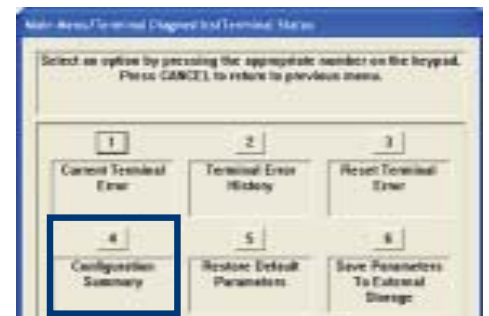 Main Menu/Terminal Diagnostics/Terminal Status
Select an option by pressing the appropriate number on the keypad.
Press CANCEL to return to previous menu.
1
2
3
Current Terminal
Error
Terminal Error
History
Reset Terminal
Error
4
5
6
Configuration
Summary
Restore Default
Parameters
Save Parameters
To External
Storage